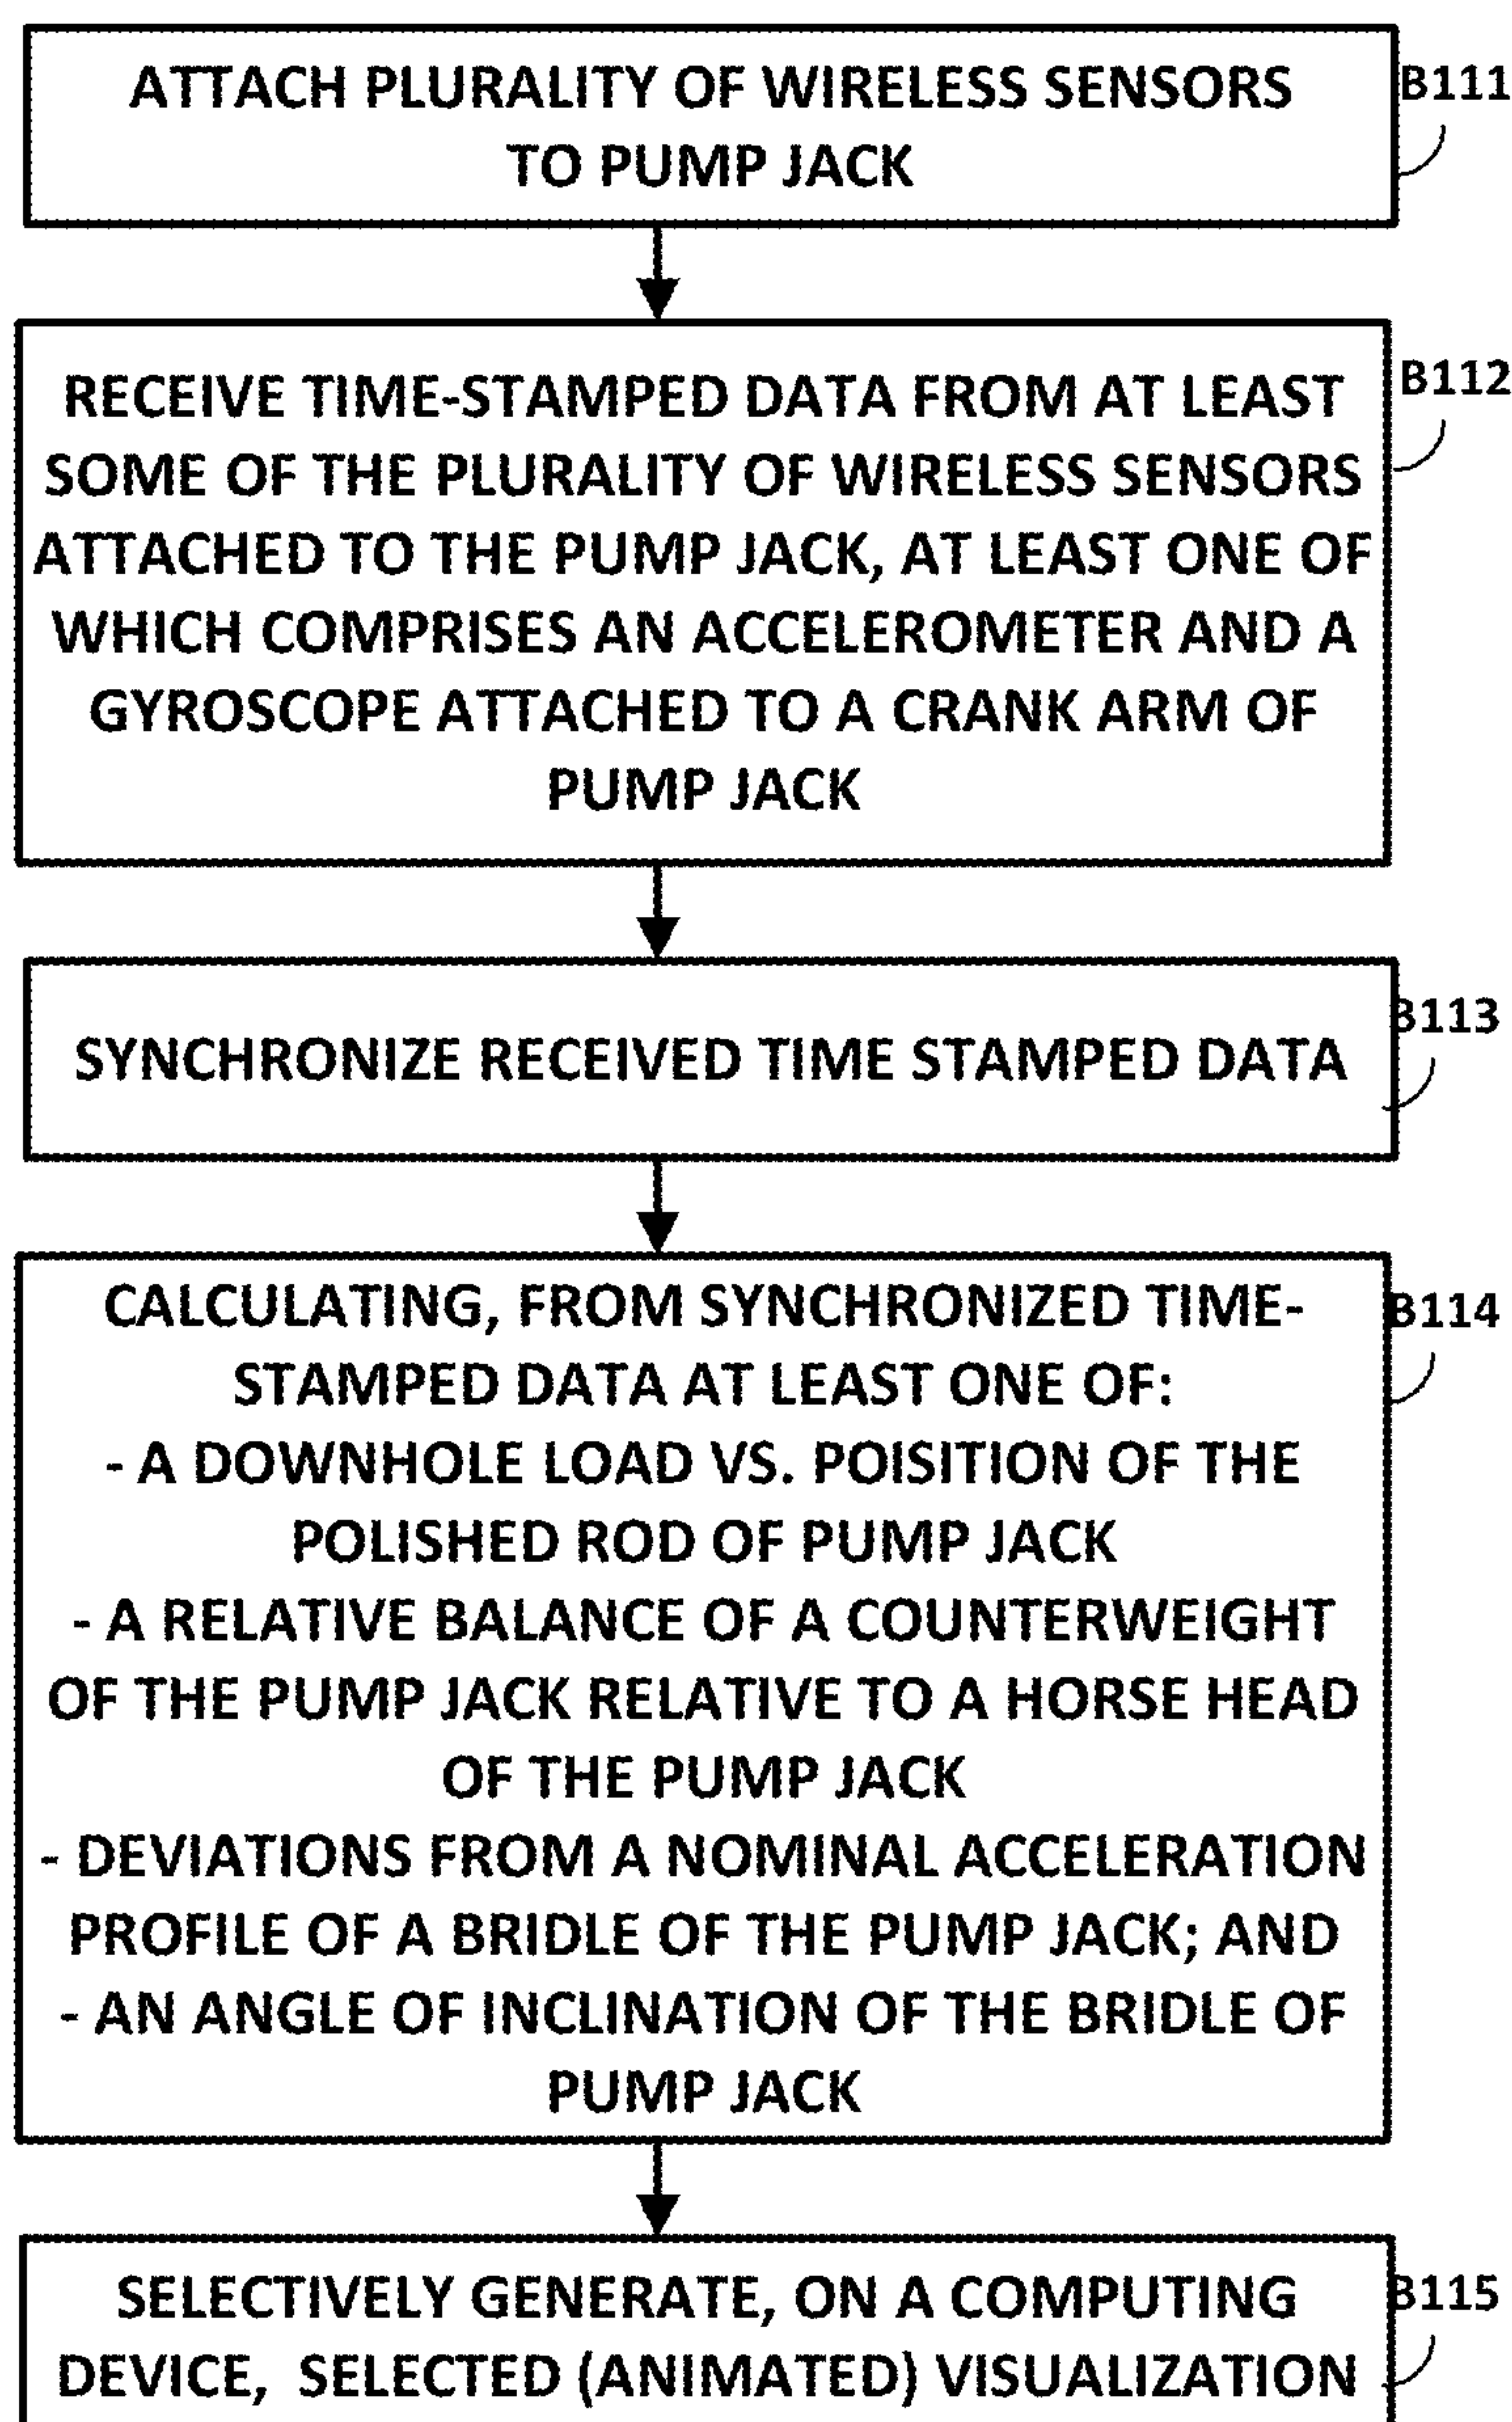 ATTACH PLURALITY OF WIRELESS SENSORS
TO PUMP JACK
B111
RECEIVE TIME-STAMPED DATA FROM AT LEAST
SOME OF THE PLURALITY OF WIRELESS SENSORS
ATTACHED TO THE PUMP JACK, AT LEAST ONE OF
WHICH COMPRISES AN ACCELEROMETER AND A
GYROSCOPE ATTACHED TO A CRANK ARM OF
PUMP JACK
B112
SYNCHRONIZE RECEIVED TIME STAMPED DATA
B113
CALCULATING, FROM SYNCHRONIZED TIME-
STAMPED DATA AT LEAST ONE OF:
- A DOWNHOLE LOAD VS. POISITION OF THE
POLISHED ROD OF PUMP JACK
- A RELATIVE BALANCE OF A COUNTERWEIGHT
OF THE PUMP JACK RELATIVE TO A HORSE HEAD
OF THE PUMP JACK
- DEVIATIONS FROM A NOMINAL ACCELERATION
PROFILE OF A BRIDLE OF THE PUMP JACK; AND
- AN ANGLE OF INCLINATION OF THE BRIDLE OF
PUMP JACK
B114
SELECTIVELY GENERATE, ON A COMPUTING
DEVICE, SELECTED (ANIMATED) VISUALIZATION
B115